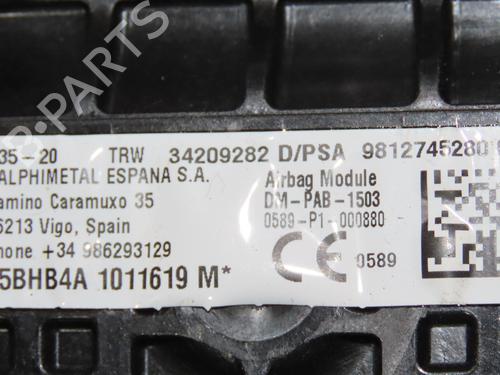 35-20 TRW 34209282 D/PSA 9812745280
ALPHIMETAL ESPANA S.A. Airbag Module
amino Caramuxo 35 DM-PAB-1503
6213 Vigo, Spain 0589-P1-000880
hone +34 986293129 CE 0589
5BHB4A 1011619 M*
B-PARTS